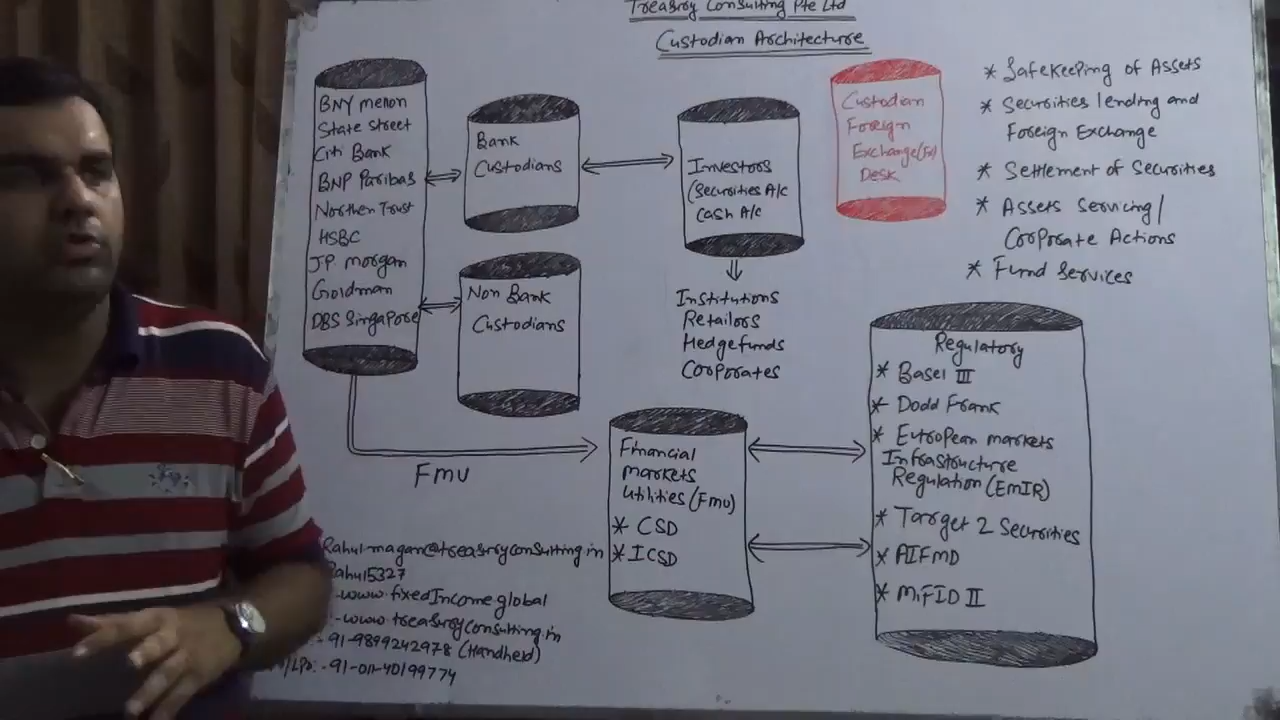 Treasroy Consulting Pte Ltd
Custodian Architecture
BNY menon
State street
Citi Bank
BNP Paribas
Northern Trust
HSBC
JP morgan
Goldman
DBS Singapore
Bank
Custodians
Non Bank
Custodians
Investors
(Securities A/c
Cash A/c
Institutions
Retailors
Hedgefunds
Corporates
Custodian
Foreign
Exchange(Fx)
Desk
* Safekeeping of Assets
* Securities lending and
Foreign Exchange
* Settlement of Securities
* Assets Servicing/
Corporate Actions
* Fund Services
FMU
Financial
markets
Utilities (Fmu)
* CSD
* ICSD
Regulatory
* Basel III
* Dodd Frank
* European markets
Infrastructure
Regulation (EMIR)
* Target 2 Securities
* AIFMD
* MiFID II
Rahul.magan@treasroyconsulting.in
Rahul5327
-www.fixedIncome.global
-www.treasroyconsulting.in
:-91-9899242978 (Handheld)
:-91-011-40199774